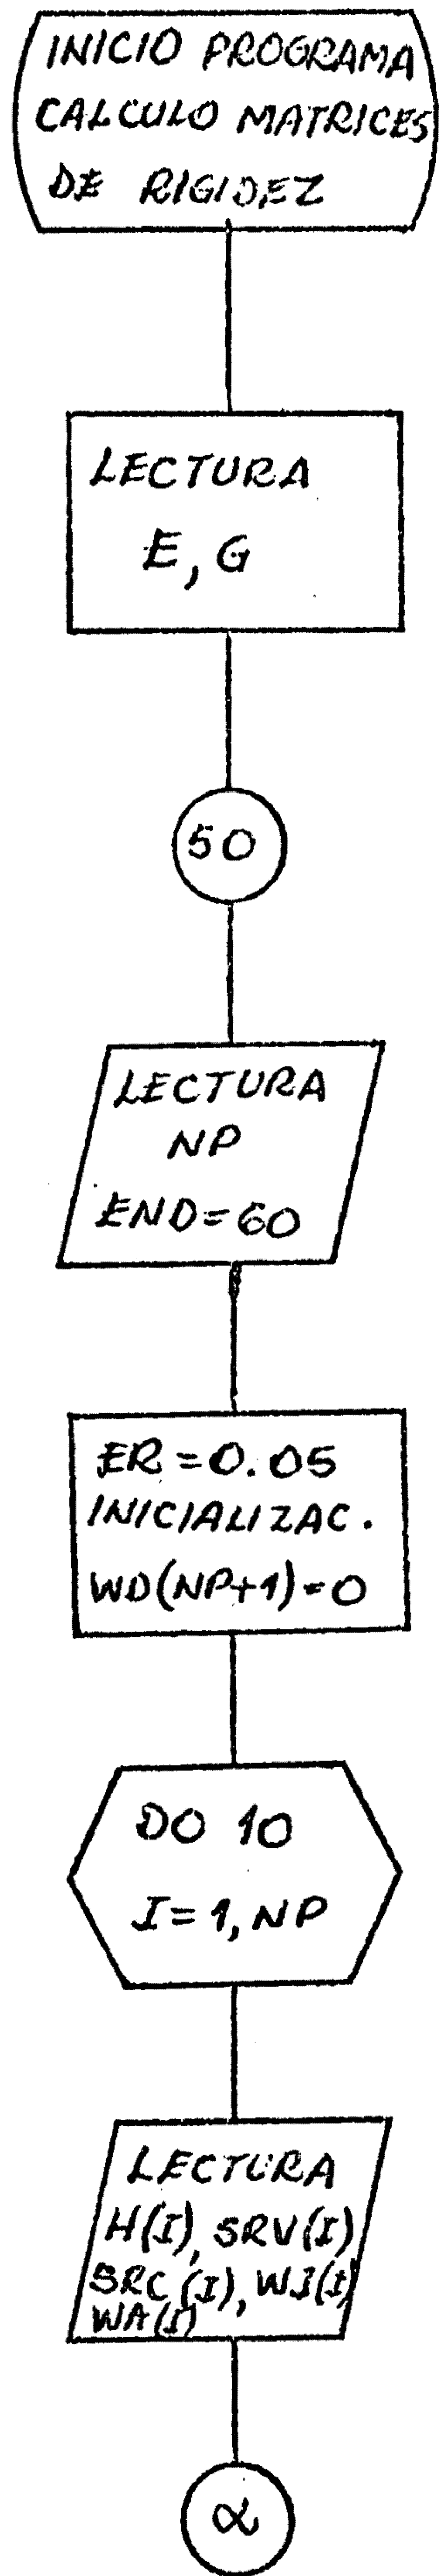 INICIO PROGRAMA
CALCULO MATRICES
DE RIGIDEZ
LECTURA
E, G
50
LECTURA
NP
END=60
ER=0.05
INICIALIZAC.
WD(NP+1)=0
DO 10
I=1,NP
LECTURA
H(I), SRV(I)
SRC(I), WI(I)
WA(I)
α